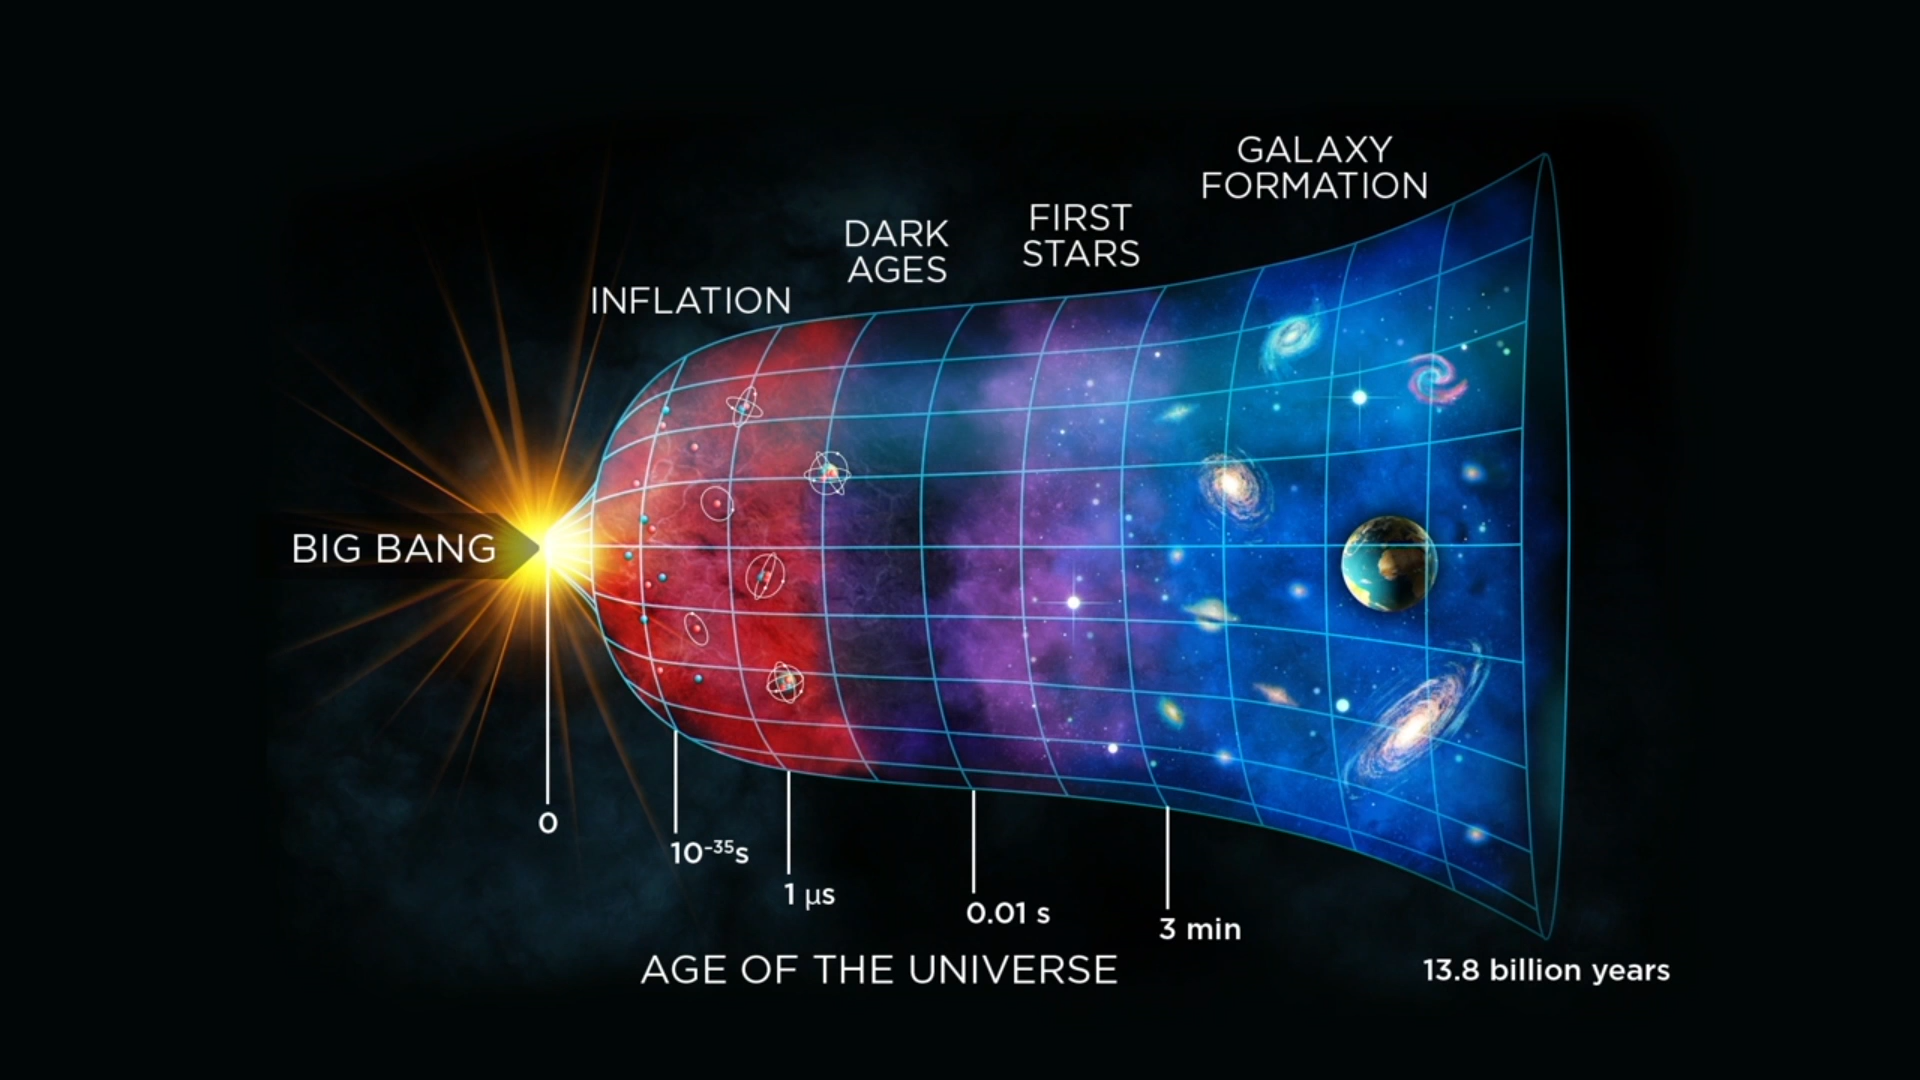 GALAXY
FORMATION
FIRST
STARS
DARK
AGES
INFLATION
BIG BANG
0
10⁻³⁵s
1 µs
0.01 s
3 min
AGE OF THE UNIVERSE
13.8 billion years